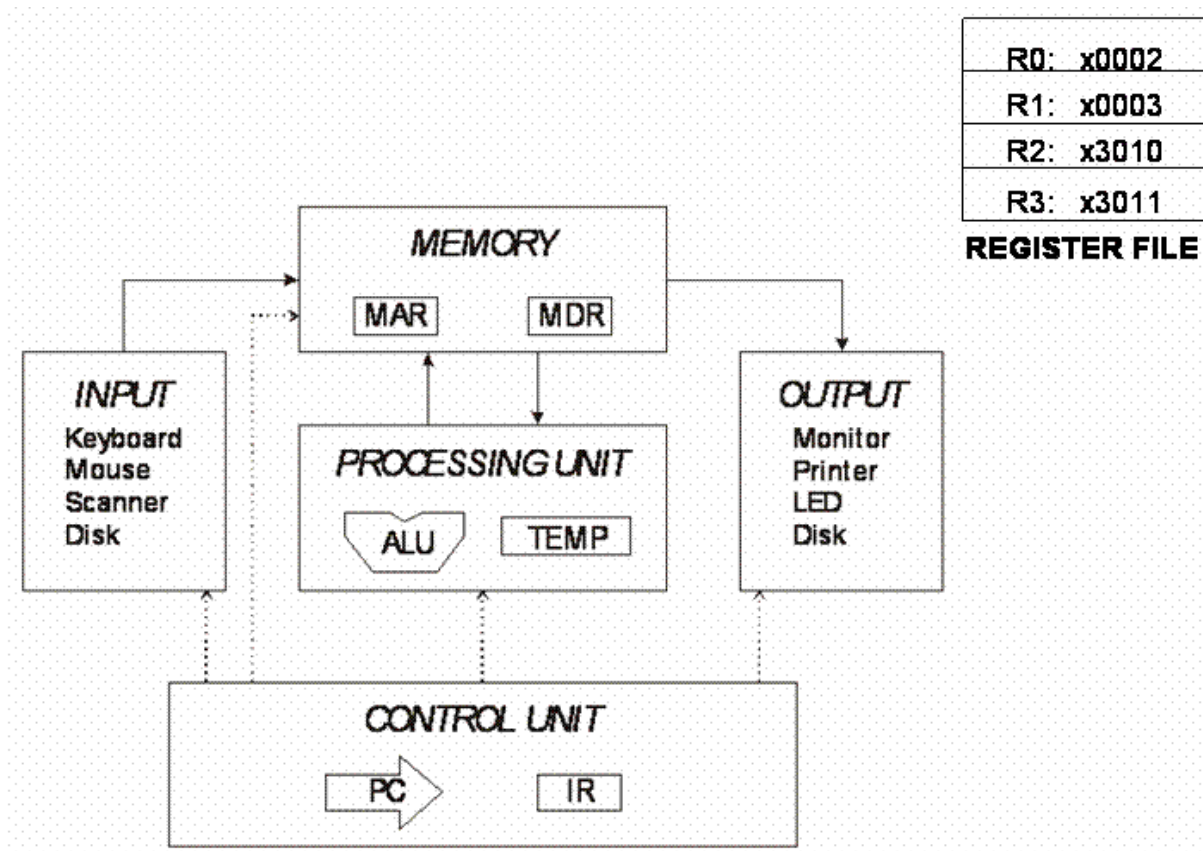 R0: x0002
R1: x0003
R2: x3010
R3: x3011
REGISTER FILE
MEMORY
MAR
MDR
INPUT
Keyboard
Mouse
Scanner
Disk
PROCESSING UNIT
ALU
TEMP
OUTPUT
Monitor
Printer
LED
Disk
CONTROL UNIT
PC
IR